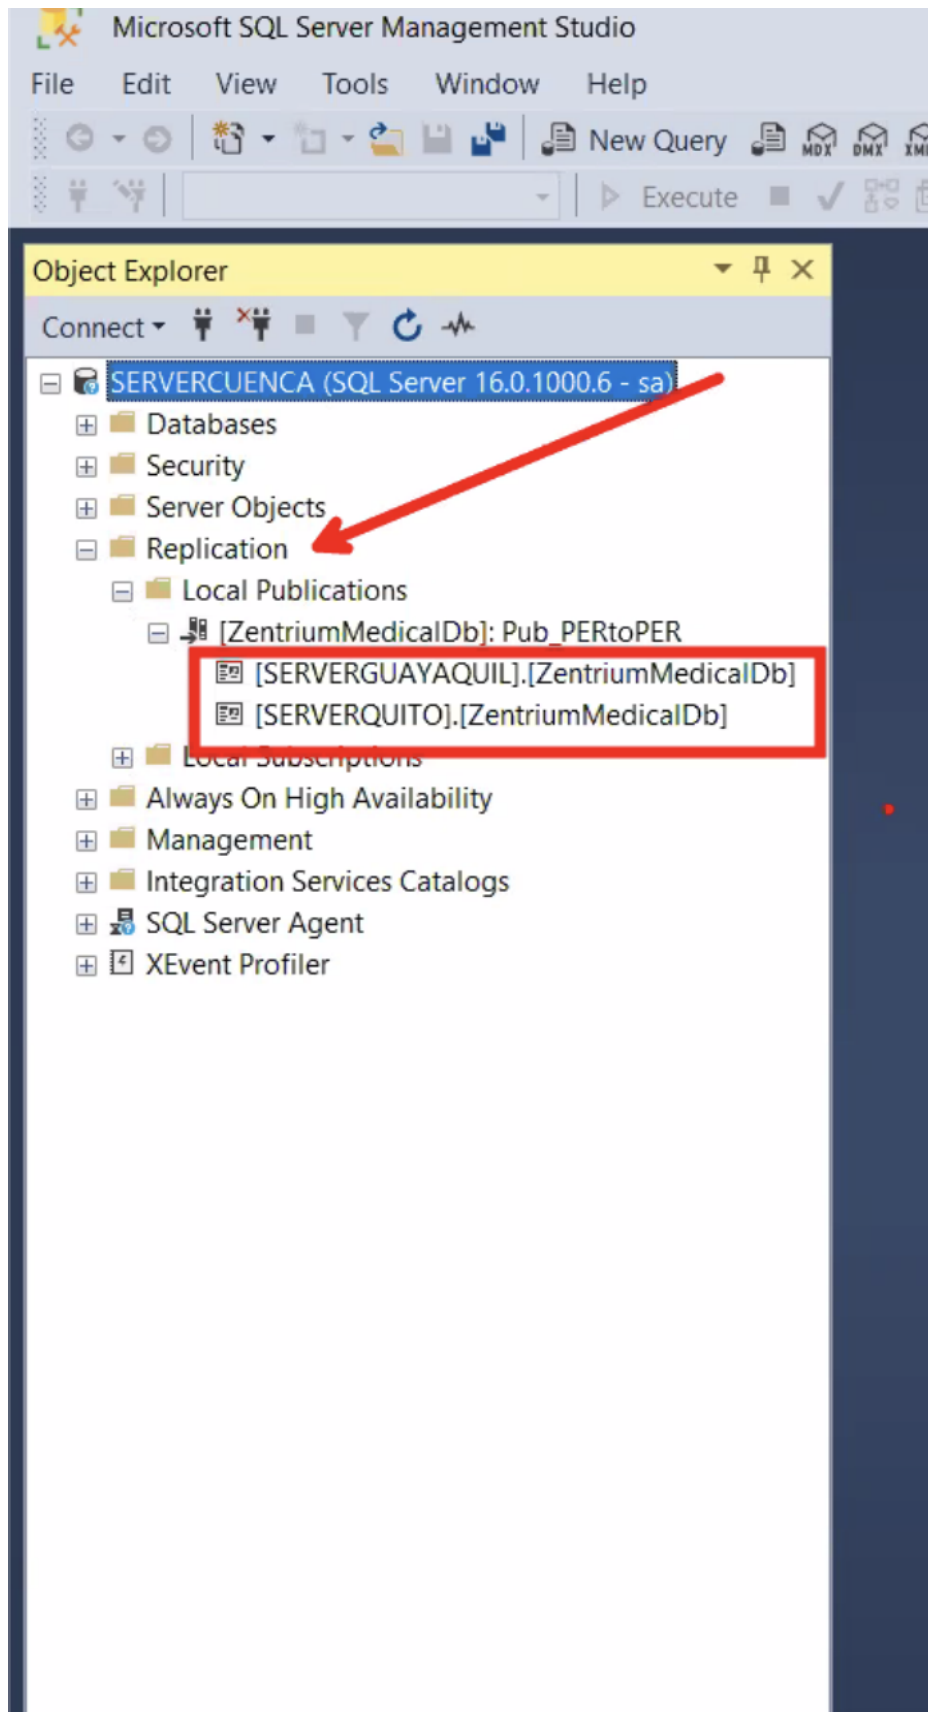 Microsoft SQL Server Management Studio
File Edit View Tools Window Help
New Query MDX DMX
Execute
Object Explorer
Connect
SERVERCUENCA (SQL Server 16.0.1000.6 - sa)
Databases
Security
Server Objects
Replication
Local Publications
[ZentriumMedicalDb]: Pub_PERtoPER
[SERVERGUAYAQUIL].[ZentriumMedicalDb]
[SERVERQUITO].[ZentriumMedicalDb]
Local Subscriptions
Always On High Availability
Management
Integration Services Catalogs
SQL Server Agent
XEvent Profiler